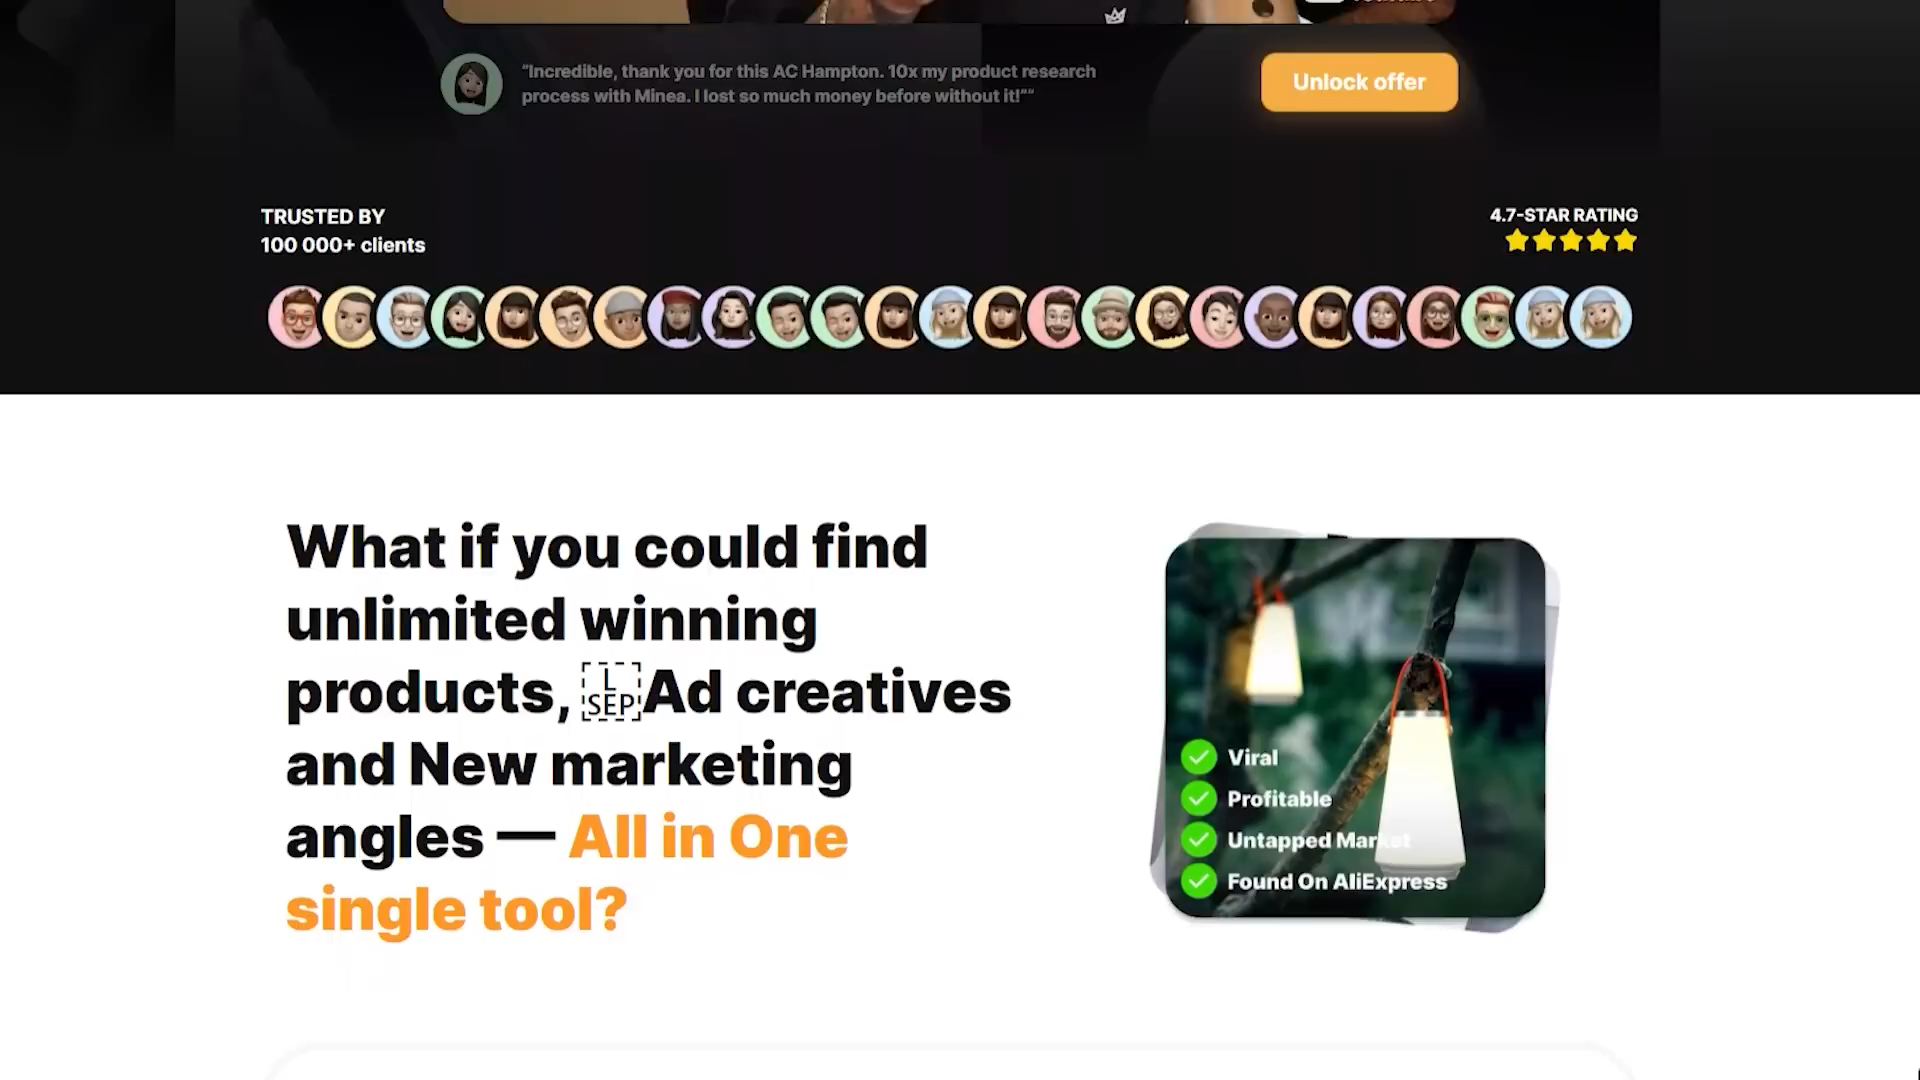 “Incredible, thank you for this AC Hampton. 10x my product research
process with Minea. I lost so much money before without it!””
Unlock offer
TRUSTED BY
100 000+ clients
4.7-STAR RATING
What if you could find
unlimited winning
products, L SEP Ad creatives
and New marketing
angles — All in One
single tool?
Viral
Profitable
Untapped Market
Found On AliExpress